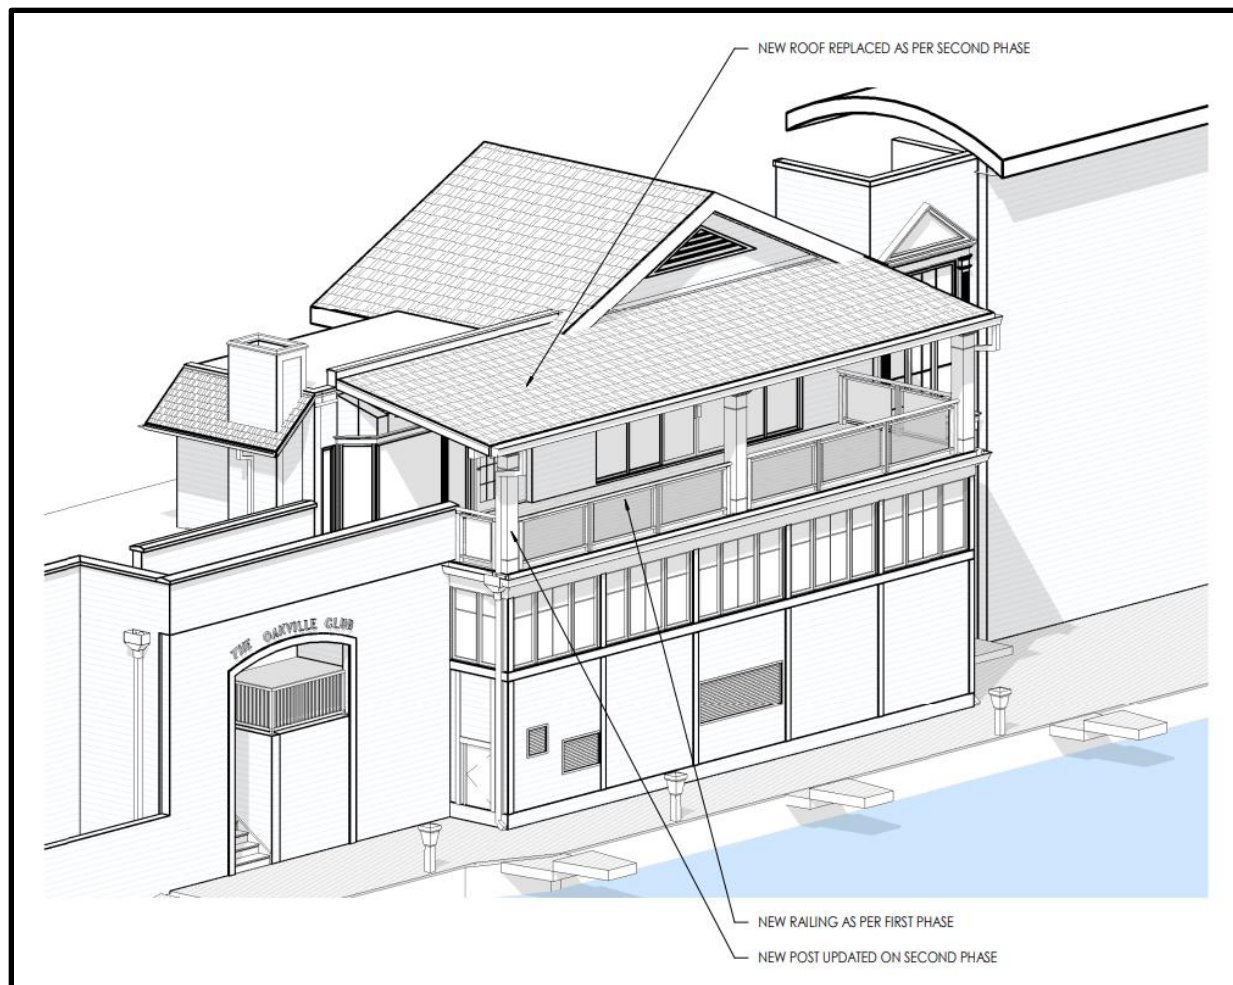 NEW ROOF REPLACED AS PER SECOND PHASE
THE OAKVILLE CLUB
NEW RAILING AS PER FIRST PHASE
NEW POST UPDATED ON SECOND PHASE